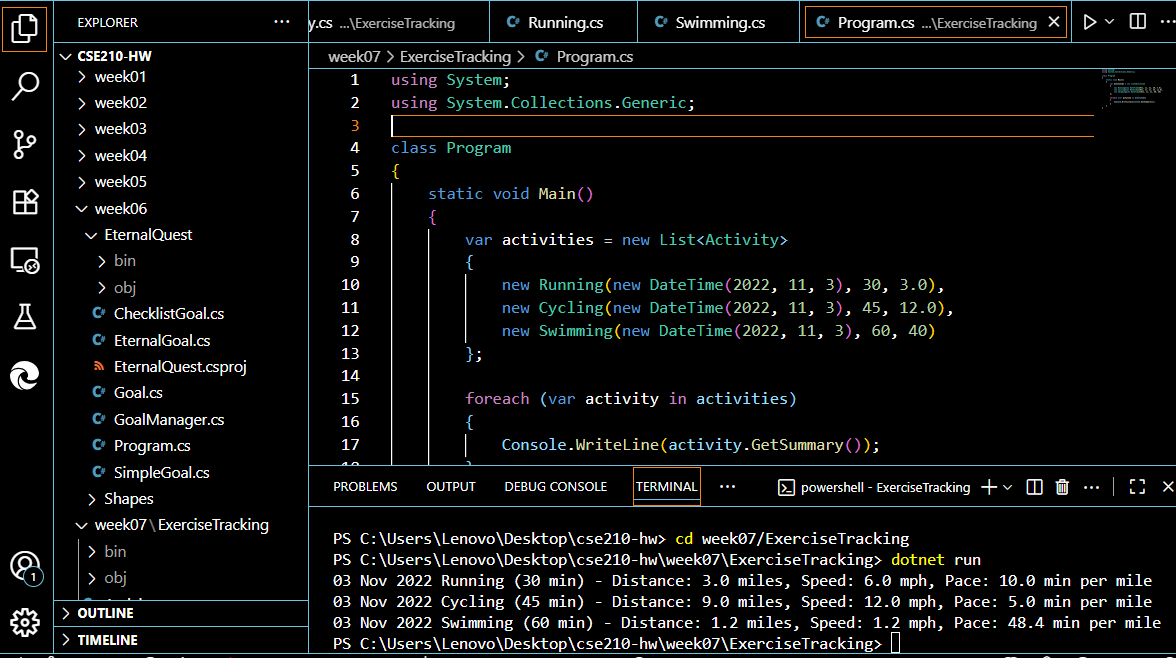 EXPLORER
CSE210-HW
week01
week02
week03
week04
week05
week06
EternalQuest
bin
obj
ChecklistGoal.cs
EternalGoal.cs
EternalQuest.csproj
Goal.cs
GoalManager.cs
Program.cs
SimpleGoal.cs
Shapes
week07\ExerciseTracking
bin
obj
OUTLINE
TIMELINE
1
y.cs ...\ExerciseTracking
Running.cs
Swimming.cs
Program.cs ...\ExerciseTracking
week07 > ExerciseTracking > Program.cs
1 using System;
2 using System.Collections.Generic;
3
4 class Program
5 {
6 static void Main()
7 {
8 var activities = new List<Activity>
9 {
10 new Running(new DateTime(2022, 11, 3), 30, 3.0),
11 new Cycling(new DateTime(2022, 11, 3), 45, 12.0),
12 new Swimming(new DateTime(2022, 11, 3), 60, 40)
13 };
14
15 foreach (var activity in activities)
16 {
17 Console.WriteLine(activity.GetSummary());
PROBLEMS OUTPUT DEBUG CONSOLE TERMINAL
powershell - ExerciseTracking
PS C:\Users\Lenovo\Desktop\cse210-hw> cd week07/ExerciseTracking
PS C:\Users\Lenovo\Desktop\cse210-hw\week07\ExerciseTracking> dotnet run
03 Nov 2022 Running (30 min) - Distance: 3.0 miles, Speed: 6.0 mph, Pace: 10.0 min per mile
03 Nov 2022 Cycling (45 min) - Distance: 9.0 miles, Speed: 12.0 mph, Pace: 5.0 min per mile
03 Nov 2022 Swimming (60 min) - Distance: 1.2 miles, Speed: 1.2 mph, Pace: 48.4 min per mile
PS C:\Users\Lenovo\Desktop\cse210-hw\week07\ExerciseTracking>